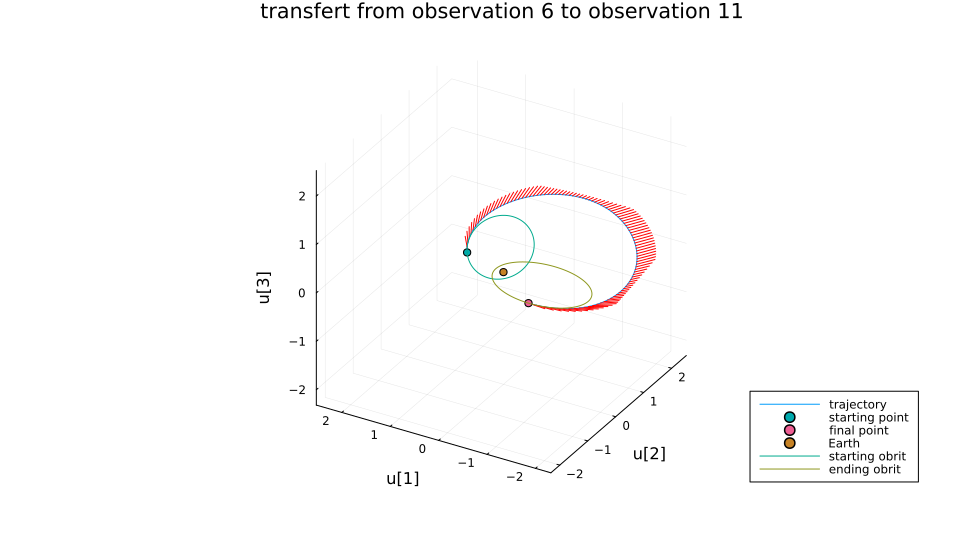 transfert from observation 6 to observation 11
2
1
0
−1
−2
u[3]
2
1
0
−1
−2
u[1]
−2
−1
0
1
2
u[2]
trajectory
starting point
final point
Earth
starting obrit
ending obrit